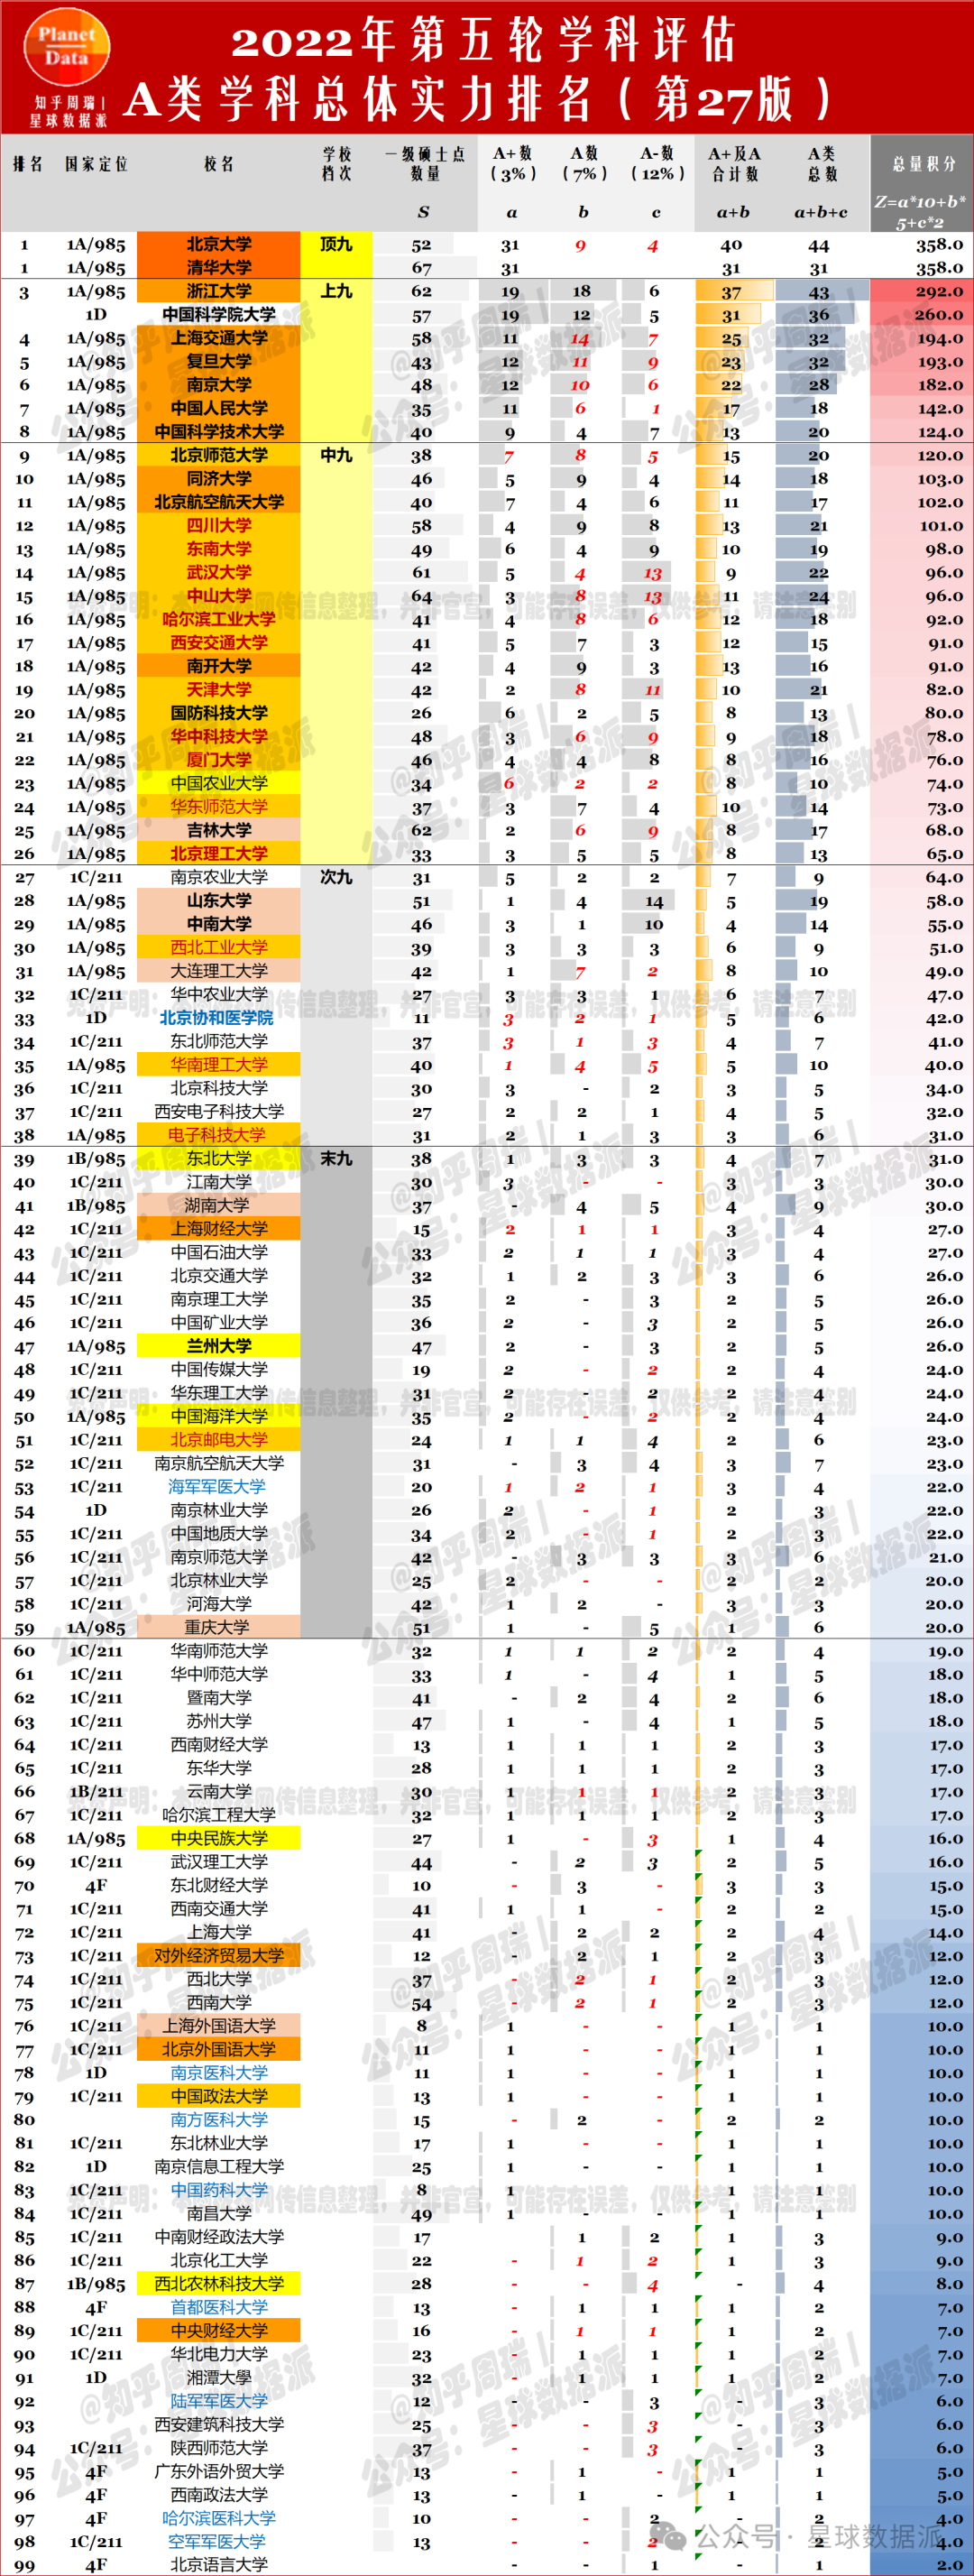 Planet
Data
知乎周瑞丨
星球数据派
2022年第五轮学科评估
A类学科总体实力排名（第27版）
排名 国家定位 校名 学校档次 一级硕士点数量 A+数（3%） A数（7%） A-数（12%） A+及A合计数 A类总数 总量积分
S a b c a+b a+b+c Z=a*10+b*5+c*2
1 1A/985 北京大学 顶九 52 31 9 4 40 44 358.0
1 1A/985 清华大学 67 31 31 31 358.0
3 1A/985 浙江大学 上九 62 19 18 6 37 43 292.0
1D 中国科学院大学 57 19 12 5 31 36 260.0
4 1A/985 上海交通大学 58 11 14 7 25 32 194.0
5 1A/985 复旦大学 43 12 11 9 23 32 193.0
6 1A/985 南京大学 48 12 10 6 22 28 182.0
7 1A/985 中国人民大学 35 11 6 1 17 18 142.0
8 1A/985 中国科学技术大学 40 9 4 7 13 20 124.0
9 1A/985 北京师范大学 中九 38 7 8 5 15 20 120.0
10 1A/985 同济大学 46 5 9 4 14 18 103.0
11 1A/985 北京航空航天大学 40 7 4 6 11 17 102.0
12 1A/985 四川大学 58 4 9 8 13 21 101.0
13 1A/985 东南大学 49 6 4 9 10 19 98.0
14 1A/985 武汉大学 61 5 4 13 9 22 96.0
15 1A/985 中山大学 64 3 8 13 11 24 96.0
16 1A/985 哈尔滨工业大学 41 4 8 6 12 18 92.0
17 1A/985 西安交通大学 41 5 7 3 12 15 91.0
18 1A/985 南开大学 42 4 9 3 13 16 91.0
19 1A/985 天津大学 42 2 8 11 10 21 82.0
20 1A/985 国防科技大学 26 6 2 5 8 13 80.0
21 1A/985 华中科技大学 48 3 6 9 9 18 78.0
22 1A/985 厦门大学 46 4 4 8 8 16 76.0
23 1A/985 中国农业大学 34 6 2 2 8 10 74.0
24 1A/985 华东师范大学 37 3 7 4 10 14 73.0
25 1A/985 吉林大学 62 2 6 9 8 17 68.0
26 1A/985 北京理工大学 33 3 5 5 8 13 65.0
27 1C/211 南京农业大学 次九 31 5 2 2 7 9 64.0
28 1A/985 山东大学 51 1 4 14 5 19 58.0
29 1A/985 中南大学 46 3 1 10 4 14 55.0
30 1A/985 西北工业大学 39 3 3 3 6 9 51.0
31 1A/985 大连理工大学 42 1 7 2 8 10 49.0
32 1C/211 华中农业大学 27 3 3 1 6 7 47.0
33 1D 北京协和医学院 11 3 2 1 5 6 42.0
34 1C/211 东北师范大学 37 3 1 3 4 7 41.0
35 1A/985 华南理工大学 40 1 4 5 5 10 40.0
36 1C/211 北京科技大学 30 3 - 2 3 5 34.0
37 1C/211 西安电子科技大学 27 2 2 1 4 5 32.0
38 1A/985 电子科技大学 31 2 1 3 3 6 31.0
39 1B/985 东北大学 末九 38 1 3 3 4 7 31.0
40 1C/211 江南大学 30 3 - - 3 3 30.0
41 1B/985 湖南大学 37 - 4 5 4 9 30.0
42 1C/211 上海财经大学 15 2 1 1 3 4 27.0
43 1C/211 中国石油大学 33 2 1 1 3 4 27.0
44 1C/211 北京交通大学 32 1 2 3 3 6 26.0
45 1C/211 南京理工大学 35 2 - 3 2 5 26.0
46 1C/211 中国矿业大学 36 2 - 3 2 5 26.0
47 1A/985 兰州大学 47 2 - 3 2 5 26.0
48 1C/211 中国传媒大学 19 2 - 2 2 4 24.0
49 1C/211 华东理工大学 31 2 - 2 2 4 24.0
50 1A/985 中国海洋大学 35 2 - 2 2 4 24.0
51 1C/211 北京邮电大学 24 1 1 4 2 6 23.0
52 1C/211 南京航空航天大学 31 - 3 4 3 7 23.0
53 1C/211 海军军医大学 20 1 2 1 3 4 22.0
54 1D 南京林业大学 26 2 - 1 2 3 22.0
55 1C/211 中国地质大学 34 2 - 1 2 3 22.0
56 1C/211 南京师范大学 42 - 3 3 3 6 21.0
57 1C/211 北京林业大学 25 2 - - 2 2 20.0
58 1C/211 河海大学 42 1 2 - 3 3 20.0
59 1A/985 重庆大学 51 1 - 5 1 6 20.0
60 1C/211 华南师范大学 32 1 1 2 2 4 19.0
61 1C/211 华中师范大学 33 1 - 4 1 5 18.0
62 1C/211 暨南大学 41 - 2 4 2 6 18.0
63 1C/211 苏州大学 47 1 - 4 1 5 18.0
64 1C/211 西南财经大学 13 1 1 1 2 3 17.0
65 1C/211 东华大学 28 1 1 1 2 3 17.0
66 1B/211 云南大学 30 1 1 1 2 3 17.0
67 1C/211 哈尔滨工程大学 32 1 1 1 2 3 17.0
68 1A/985 中央民族大学 27 1 - 3 1 4 16.0
69 1C/211 武汉理工大学 44 - 2 3 2 5 16.0
70 4F 东北财经大学 10 - 3 - 3 3 15.0
71 1C/211 西南交通大学 41 1 1 - 2 2 15.0
72 1C/211 上海大学 41 - 2 2 2 4 14.0
73 1C/211 对外经济贸易大学 12 - 2 1 2 3 12.0
74 1C/211 西北大学 37 - 2 1 2 3 12.0
75 1C/211 西南大学 54 - 2 1 2 3 12.0
76 1C/211 上海外国语大学 8 1 - - 1 1 10.0
77 1C/211 北京外国语大学 11 1 - - 1 1 10.0
78 1D 南京医科大学 11 1 - - 1 1 10.0
79 1C/211 中国政法大学 13 1 - - 1 1 10.0
80 南方医科大学 15 - 2 - 2 2 10.0
81 1C/211 东北林业大学 17 1 - - 1 1 10.0
82 1D 南京信息工程大学 25 1 - - 1 1 10.0
83 1C/211 中国药科大学 8 1 - - 1 1 10.0
84 1C/211 南昌大学 49 1 - - 1 1 10.0
85 1C/211 中南财经政法大学 17 1 2 1 3 9.0
86 1C/211 北京化工大学 22 - 1 2 1 3 9.0
87 1B/985 西北农林科技大学 28 - - 4 - 4 8.0
88 4F 首都医科大学 13 - 1 1 1 2 7.0
89 1C/211 中央财经大学 16 - 1 1 1 2 7.0
90 1C/211 华北电力大学 23 - 1 1 1 2 7.0
91 1D 湘潭大學 32 - 1 1 1 2 7.0
92 陆军军医大学 12 - - 3 - 3 6.0
93 西安建筑科技大学 25 - - 3 - 3 6.0
94 1C/211 陕西师范大学 37 - - 3 - 3 6.0
95 4F 广东外语外贸大学 13 - 1 - 1 1 5.0
96 4F 西南政法大学 13 - 1 - 1 1 5.0
97 4F 哈尔滨医科大学 10 - - 2 - 2 4.0
98 1C/211 空军军医大学 13 - - 2 - 2 4.0
99 4F 北京语言大学 - - 1 - 1 2.0
公众号·星球数据派